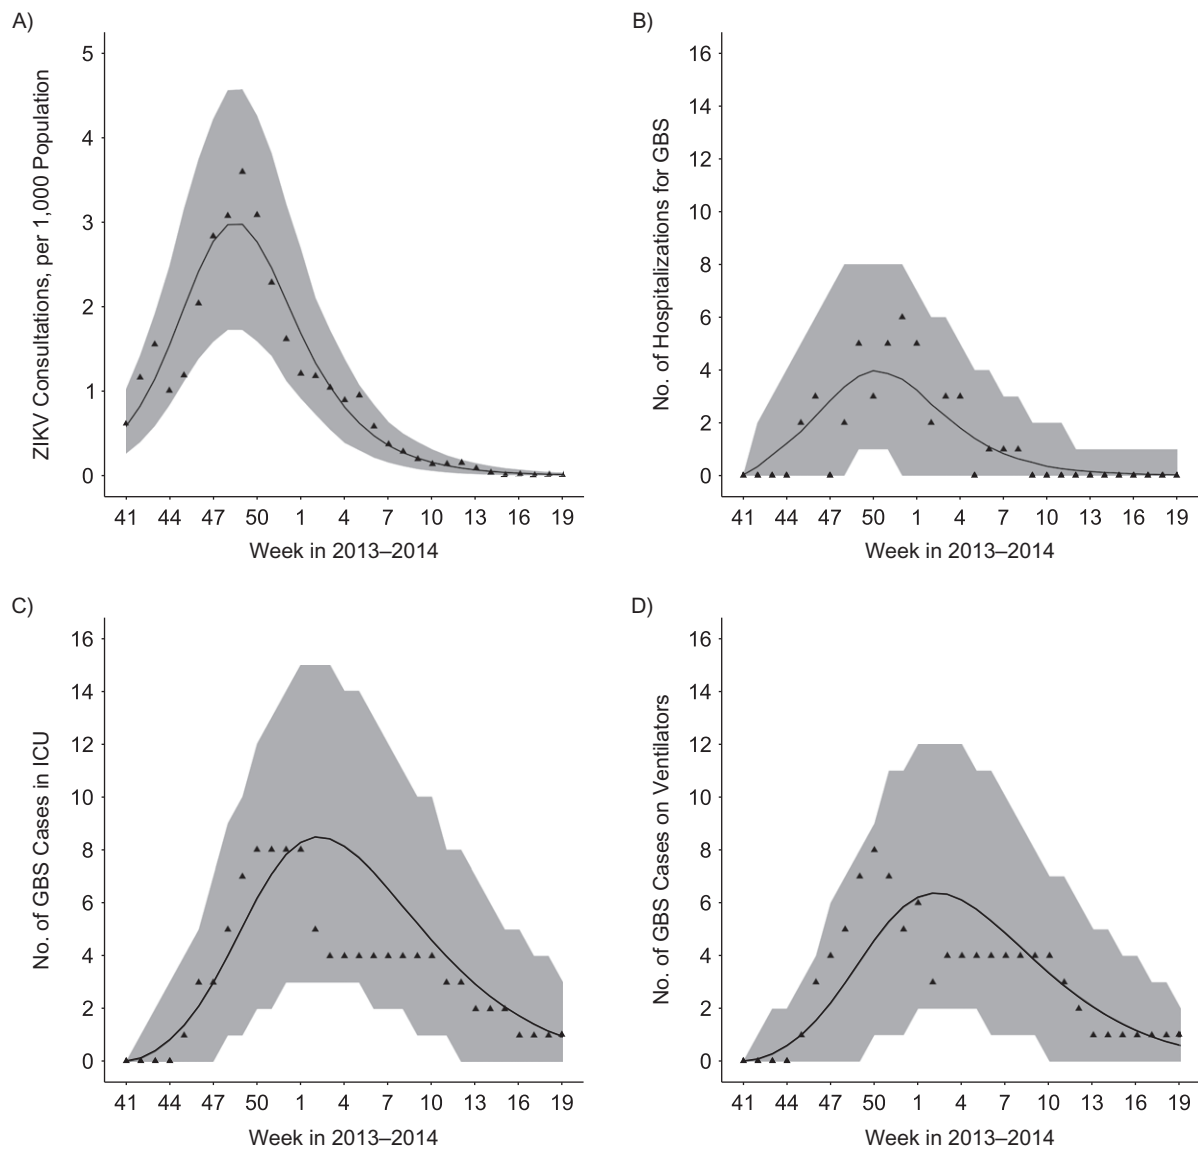 A)
ZIKV Consultations, per 1,000 Population
5
4
3
2
1
0
41 44 47 50 1 4 7 10 13 16 19
Week in 2013–2014
B)
No. of Hospitalizations for GBS
16
14
12
10
8
6
4
2
0
41 44 47 50 1 4 7 10 13 16 19
Week in 2013–2014
C)
No. of GBS Cases in ICU
16
14
12
10
8
6
4
2
0
41 44 47 50 1 4 7 10 13 16 19
Week in 2013–2014
D)
No. of GBS Cases on Ventilators
16
14
12
10
8
6
4
2
0
41 44 47 50 1 4 7 10 13 16 19
Week in 2013–2014